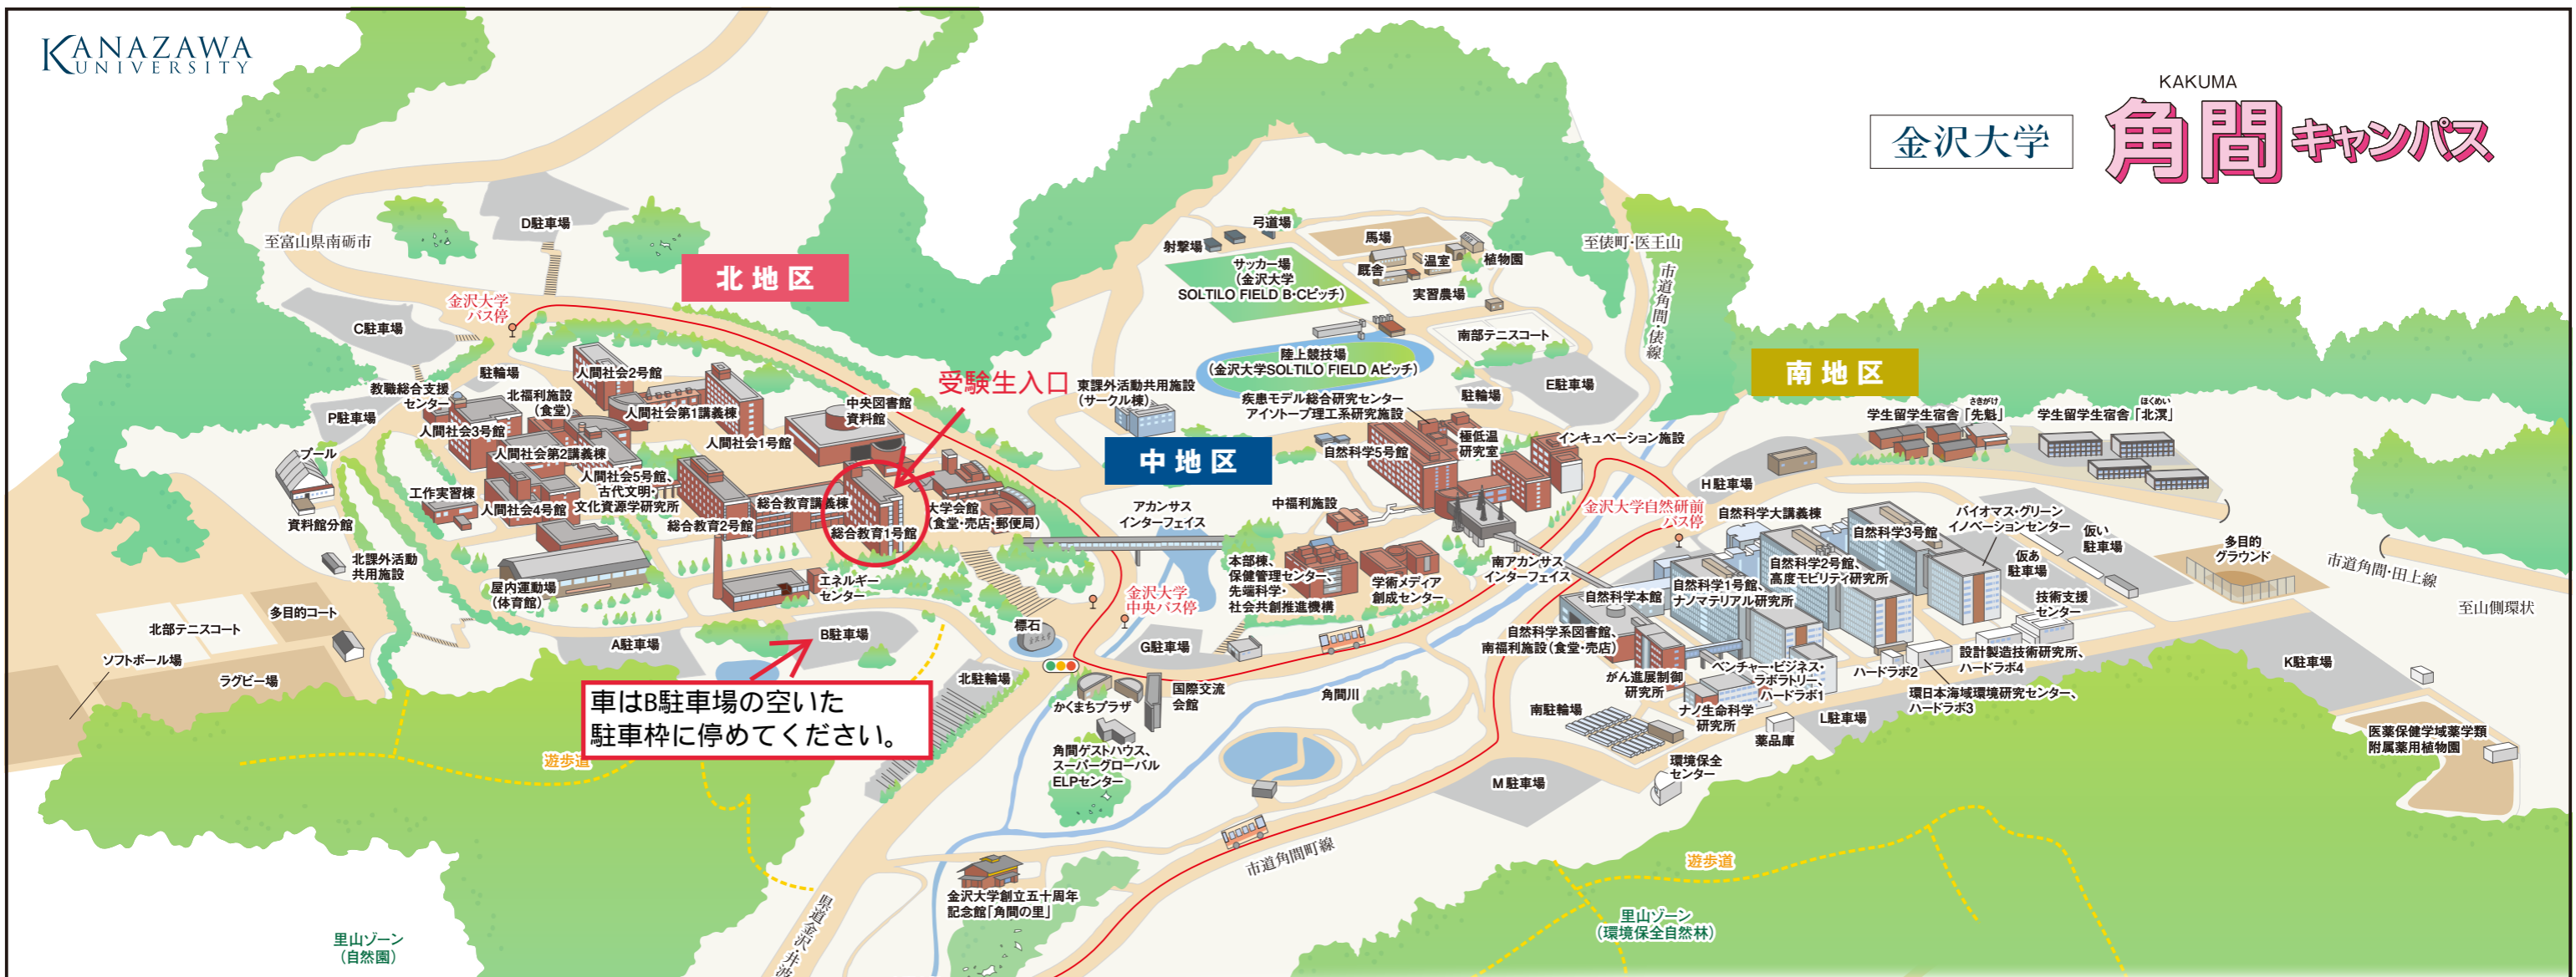 KANAZAWA
UNIVERSITY
KAKUMA
金沢大学
角間キャンパス
北地区
中地区
南地区
至富山県南砺市
D駐車場
金沢大学
バス停
C駐車場
駐輪場
教職総合支援
センター
P駐車場
北福利施設
(食堂)
人間社会2号館
人間社会第1講義棟
人間社会3号館
人間社会1号館
中央図書館
資料館
受験生入口
プール
資料館分館
人間社会第2講義棟
人間社会5号館、
古代文明・
文化資源学研究所
工作実習棟
人間社会4号館
総合教育2号館
総合教育講義棟
総合教育1号館
大学会館
(食堂・売店・郵便局)
北課外活動
共用施設
屋内運動場
(体育館)
エネルギー
センター
多目的コート
北部テニスコート
ソフトボール場
ラグビー場
A駐車場
B駐車場
車はB駐車場の空いた
駐車枠に停めてください。
遊歩道
北駐輪場
標石
里山ゾーン
(自然園)
県道金沢・井波
射撃場
弓道場
馬場
サッカー場
(金沢大学
SOLTILO FIELD B・Cピッチ)
厩舎
温室
植物園
実習農場
至俵町・医王山
市道角間・俵線
南部テニスコート
陸上競技場
(金沢大学SOLTILO FIELD Aピッチ)
E駐車場
駐輪場
東課外活動共用施設
(サークル棟)
疾患モデル総合研究センター
アイソトープ理工系研究施設
自然科学5号館
極低温
研究室
インキュベーション施設
アカンサス
インターフェイス
中福利施設
金沢大学
中央バス停
本部棟、
保健管理センター、
先端科学・
社会共創推進機構
学術メディア
創成センター
南アカンサス
インターフェイス
G駐車場
かくまちプラザ
国際交流
会館
角間ゲストハウス、
スーパーグローバル
ELPセンター
角間川
金沢大学創立五十周年
記念館「角間の里」
市道角間町線
学生留学生宿舎「先魁」
さきがけ
学生留学生宿舎「北溟」
ほくめい
H駐車場
金沢大学自然研前
バス停
自然科学大講義棟
自然科学3号館
バイオマス・グリーン
イノベーションセンター
仮い
駐車場
仮あ
駐車場
多目的
グラウンド
市道角間・田上線
至山側環状
自然科学2号館、
高度モビリティ研究所
自然科学1号館、
ナノマテリアル研究所
自然科学本館
技術支援
センター
自然科学系図書館、
南福利施設(食堂・売店)
がん進展制御
研究所
ベンチャー・ビジネス・
ラボラトリー、
ハードラボ1
ハードラボ2
設計製造技術研究所、
ハードラボ4
環日本海域環境研究センター、
ハードラボ3
K駐車場
南駐輪場
ナノ生命科学
研究所
薬品庫
L駐車場
環境保全
センター
M駐車場
医薬保健学域薬学類
附属薬用植物園
遊歩道
里山ゾーン
(環境保全自然林)